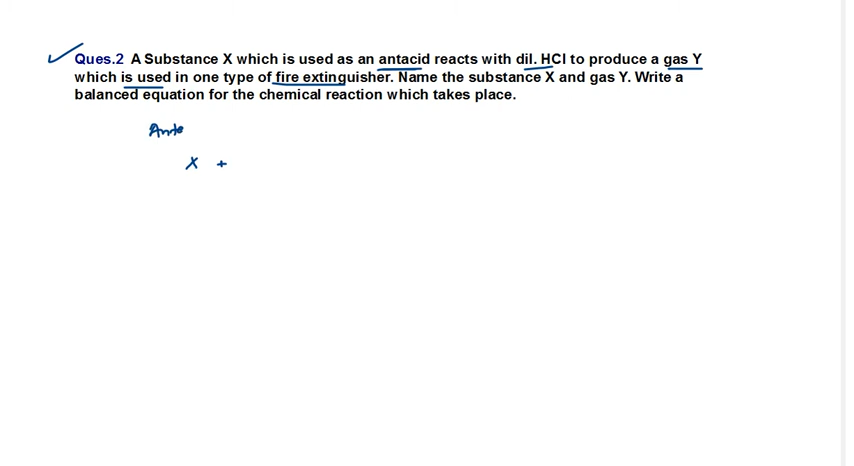 Ques.2 A Substance X which is used as an antacid reacts with dil. HCl to produce a gas Y
which is used in one type of fire extinguisher. Name the substance X and gas Y. Write a
balanced equation for the chemical reaction which takes place.
X +